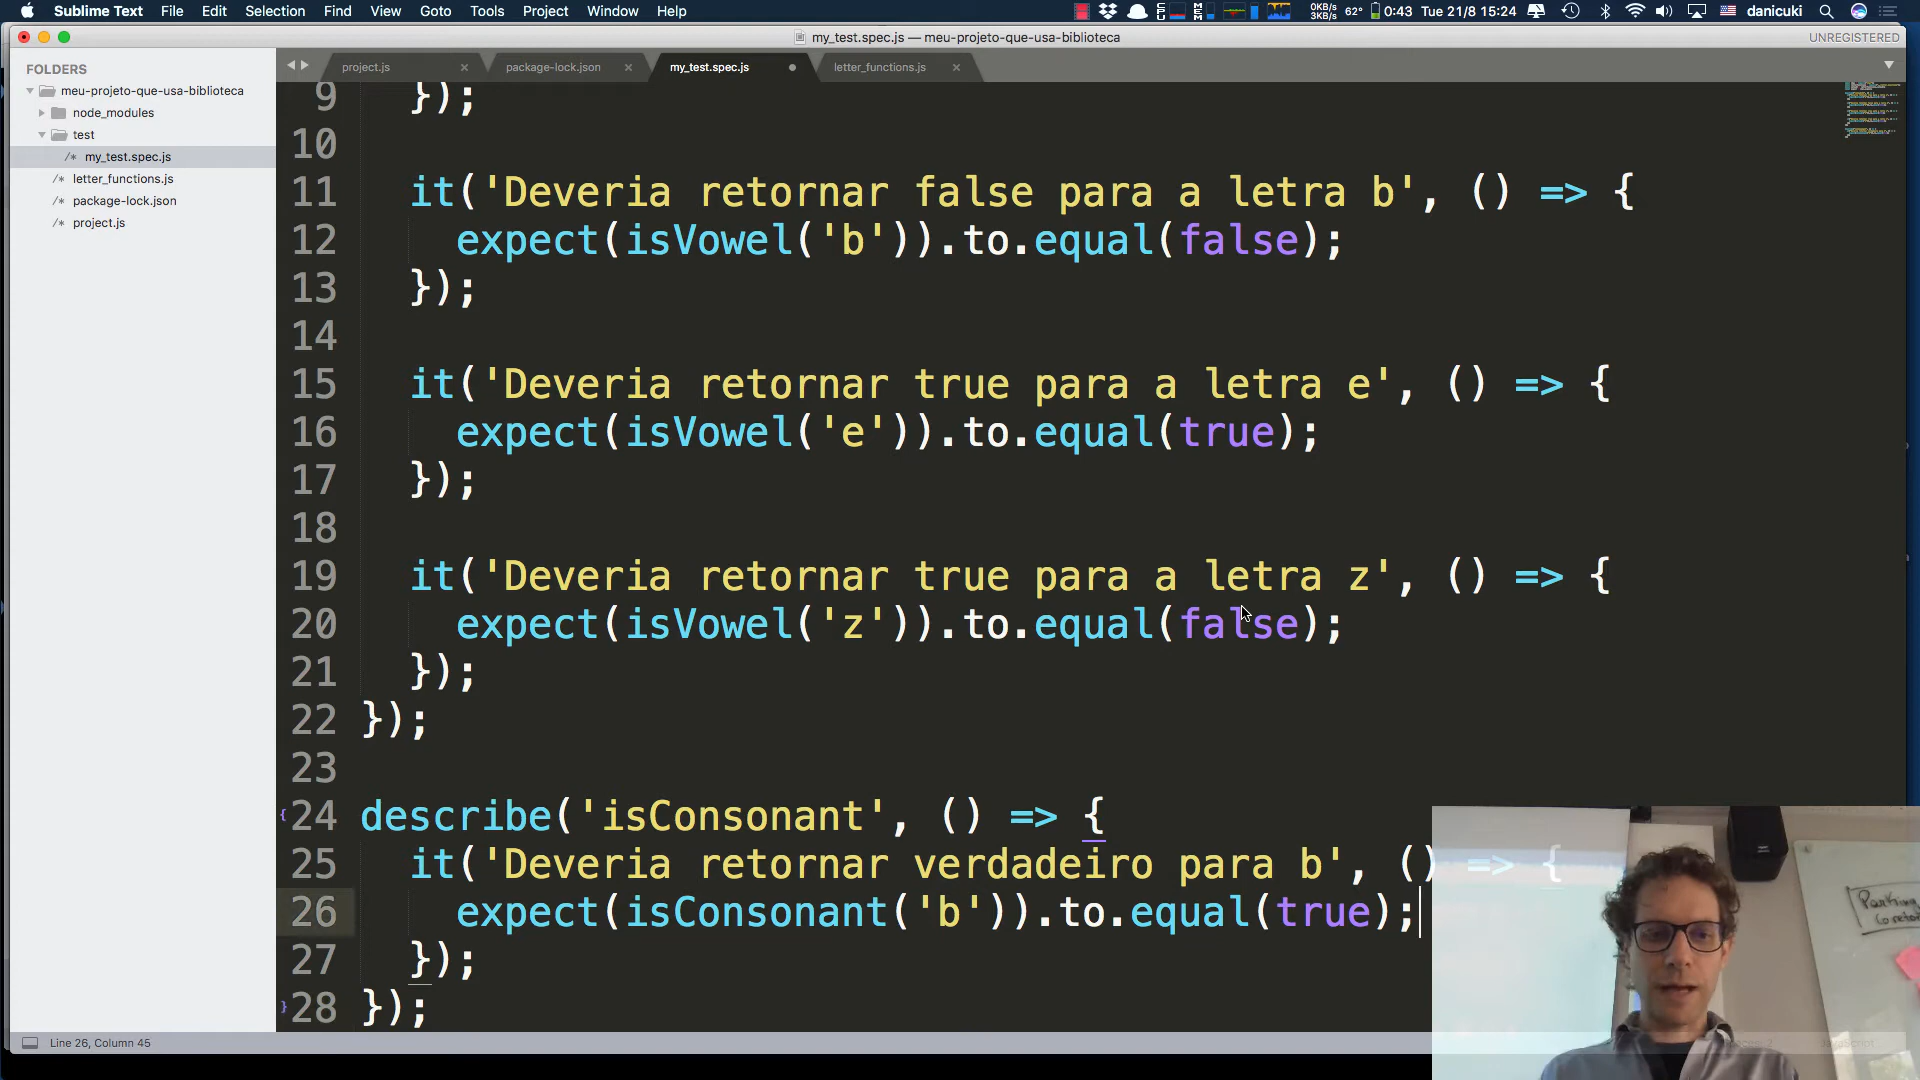 Sublime Text File Edit Selection Find View Goto Tools Project Window Help
0KB/s 3KB/s 62° 0:43 Tue 21/8 15:24 danicuki
my_test.spec.js — meu-projeto-que-usa-biblioteca
UNREGISTERED
FOLDERS
meu-projeto-que-usa-biblioteca
node_modules
test
my_test.spec.js
letter_functions.js
package-lock.json
project.js
project.js package-lock.json my_test.spec.js letter_functions.js
9 });
10
11 it('Deveria retornar false para a letra b', () => {
12 expect(isVowel('b')).to.equal(false);
13 });
14
15 it('Deveria retornar true para a letra e', () => {
16 expect(isVowel('e')).to.equal(true);
17 });
18
19 it('Deveria retornar true para a letra z', () => {
20 expect(isVowel('z')).to.equal(false);
21 });
22 });
23
24 describe('isConsonant', () => {
25 it('Deveria retornar verdadeiro para b', () => {
26 expect(isConsonant('b')).to.equal(true);
27 });
28 });
Parking
Line 26, Column 45